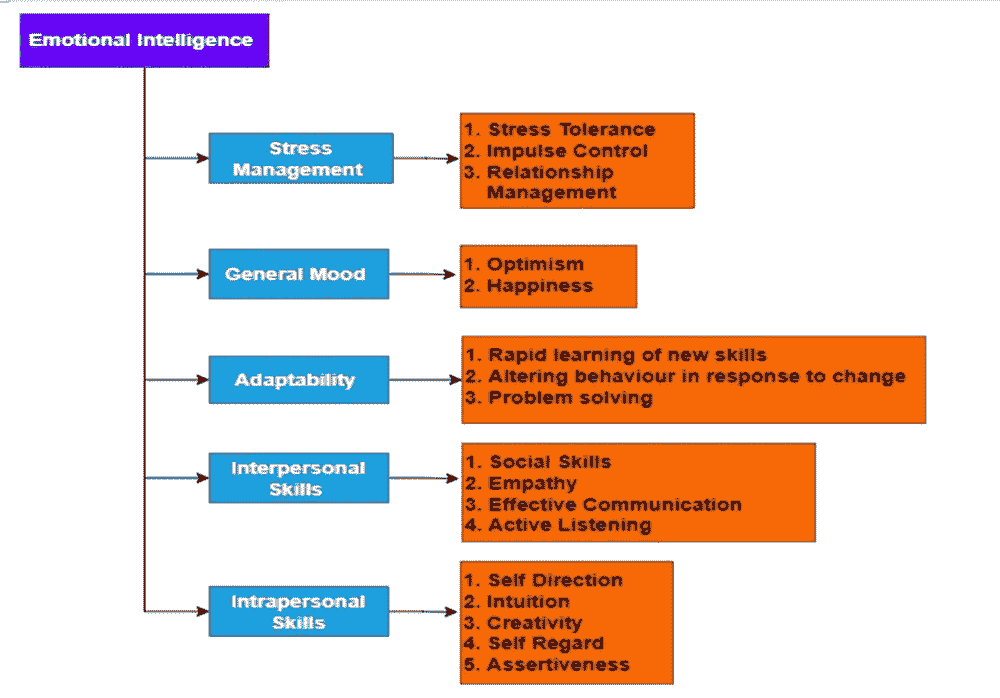 Emotional Intelligence
Stress
Management
1. Stress Tolerance
2. Impulse Control
3. Relationship
Management
General Mood
1. Optimism
2. Happiness
Adaptability
1. Rapid learning of new skills
2. Altering behaviour in response to change
3. Problem solving
Interpersonal
Skills
1. Social Skills
2. Empathy
3. Effective Communication
4. Active Listening
Intrapersonal
Skills
1. Self Direction
2. Intuition
3. Creativity
4. Self Regard
5. Assertiveness